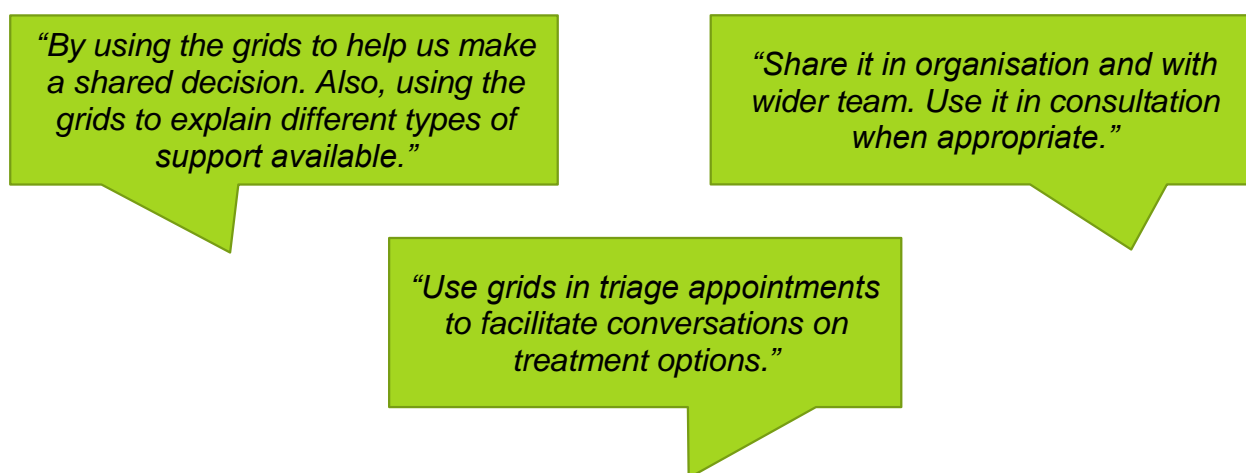 “By using the grids to help us make
a shared decision. Also, using the
grids to explain different types of
support available.”
“Share it in organisation and with
wider team. Use it in consultation
when appropriate.”
“Use grids in triage appointments
to facilitate conversations on
treatment options.”